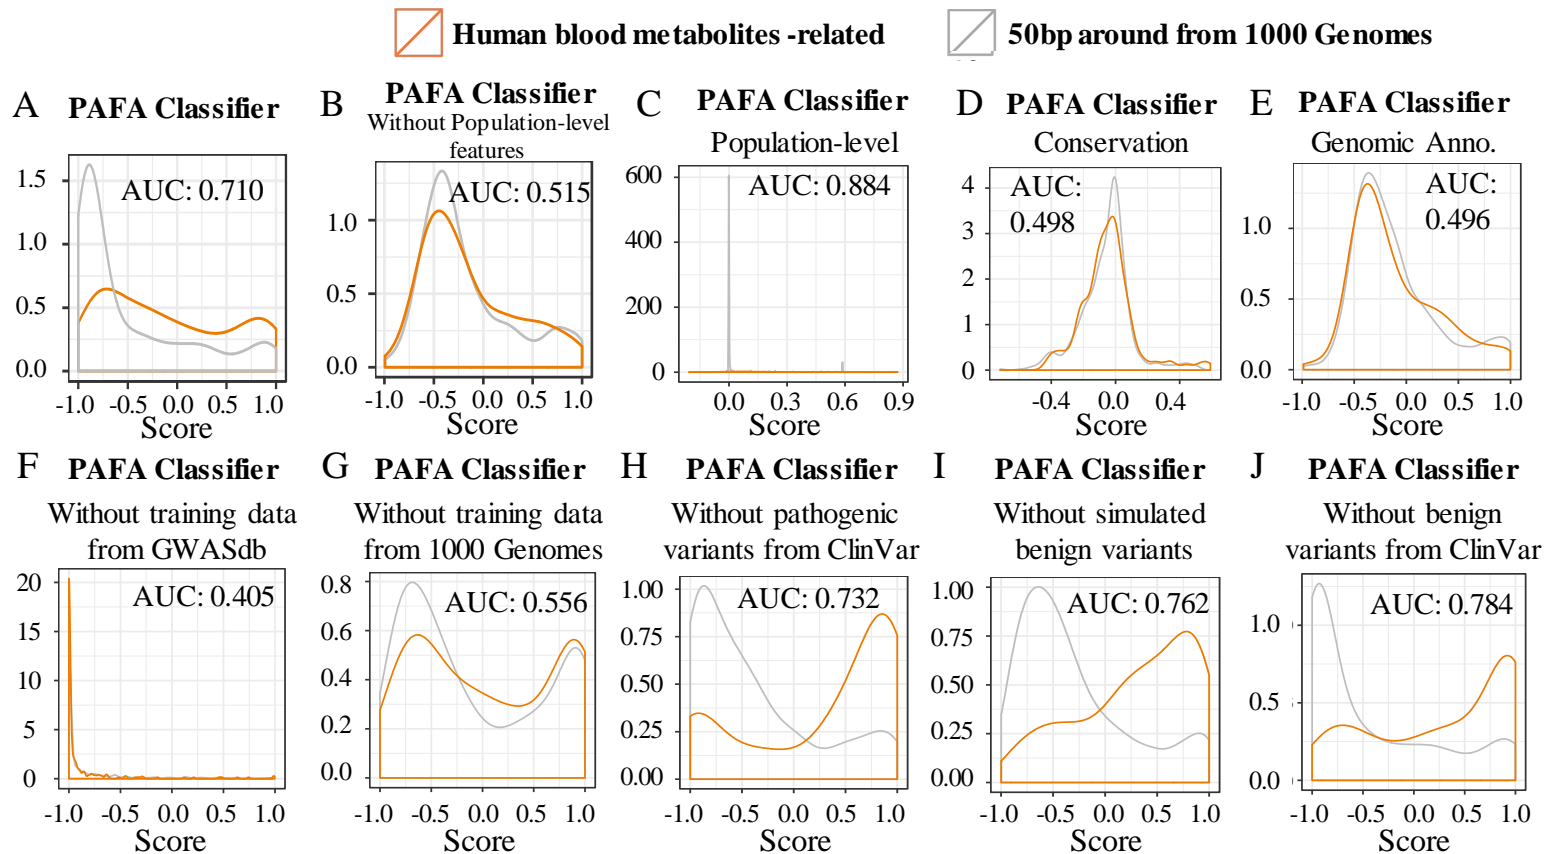 Human blood metabolites -related
50bp around from 1000 Genomes
A PAFA Classifier
AUC: 0.710
1.5
1.0
0.5
0.0
-1.0 -0.5 0.0 0.5 1.0
Score
B PAFA Classifier
Without Population-level
features
AUC: 0.515
1.0
0.5
0.0
-1.0 -0.5 0.0 0.5 1.0
Score
C PAFA Classifier
Population-level
AUC: 0.884
600
400
200
0
0.0 0.3 0.6 0.9
Score
D PAFA Classifier
Conservation
AUC:
0.498
4
3
2
1
0
-0.4 0.0 0.4
Score
E PAFA Classifier
Genomic Anno.
AUC:
0.496
1.0
0.5
0.0
-1.0 -0.5 0.0 0.5 1.0
Score
F PAFA Classifier
Without training data
from GWASdb
AUC: 0.405
20
15
10
5
0
-1.0 -0.5 0.0 0.5 1.0
Score
G PAFA Classifier
Without training data
from 1000 Genomes
AUC: 0.556
0.8
0.6
0.4
0.2
0.0
-1.0 -0.5 0.0 0.5 1.0
Score
H PAFA Classifier
Without pathogenic
variants from ClinVar
AUC: 0.732
1.00
0.75
0.50
0.25
0.00
-1.0 -0.5 0.0 0.5 1.0
Score
I PAFA Classifier
Without simulated
benign variants
AUC: 0.762
1.00
0.75
0.50
0.25
0.00
-1.0 -0.5 0.0 0.5 1.0
Score
J PAFA Classifier
Without benign
variants from ClinVar
AUC: 0.784
1.0
0.5
0.0
-1.0 -0.5 0.0 0.5 1.0
Score